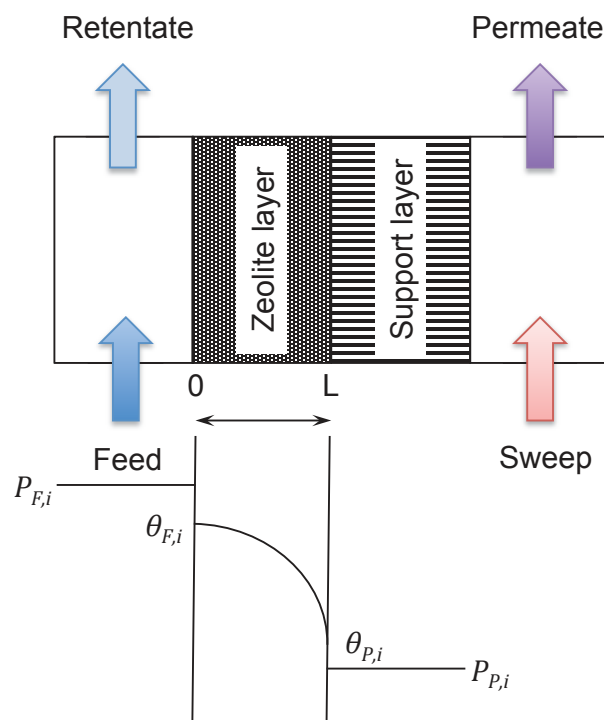 Retentate
Permeate
Zeolite layer
Support layer
0
L
Feed
Sweep
P_{F,i}
θ_{F,i}
θ_{P,i}
P_{P,i}